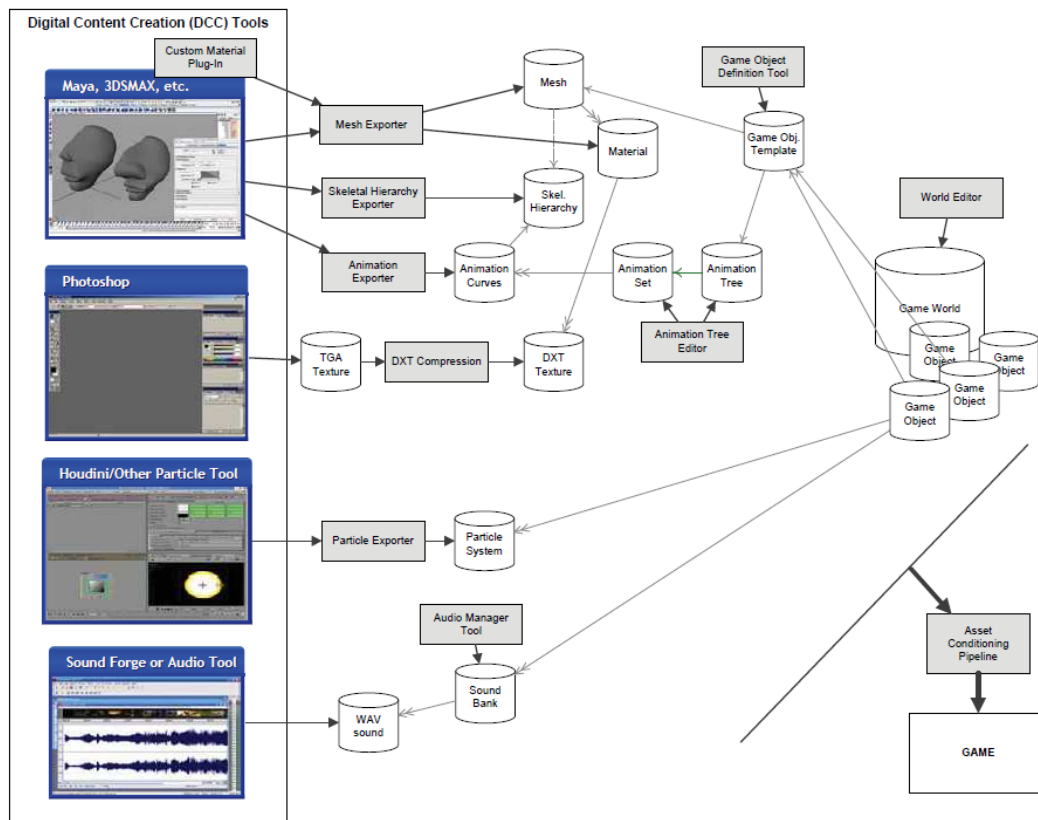 Digital Content Creation (DCC) Tools
Custom Material
Plug-In
Maya, 3DSMAX, etc.
Mesh Exporter
Mesh
Material
Game Object
Definition Tool
Game Obj.
Template
Skeletal Hierarchy
Exporter
Skel.
Hierarchy
World Editor
Animation
Exporter
Animation
Curves
Animation
Set
Animation
Tree
Animation Tree
Editor
Game World
Game
Object
Game
Object
Game
Object
Game
Object
Photoshop
TGA
Texture
DXT Compression
DXT
Texture
Houdini/Other Particle Tool
Particle Exporter
Particle
System
Audio Manager
Tool
Sound Forge or Audio Tool
WAV
sound
Sound
Bank
Asset
Conditioning
Pipeline
GAME